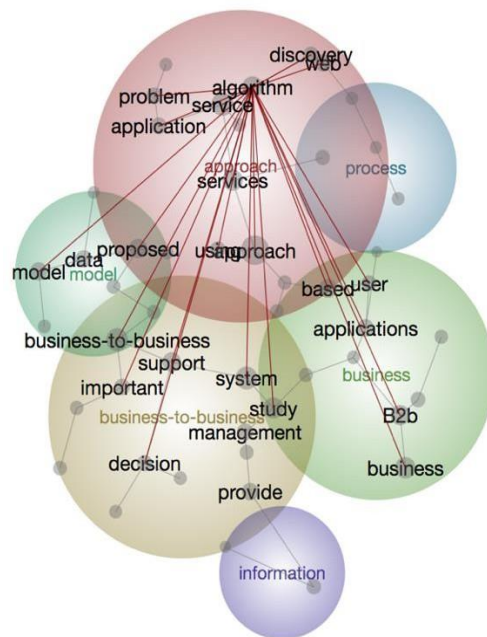 discovery
web
algorithm
problem
service
application
approach
process
services
proposed
using
approach
data
model
model
based
user
business-to-business
applications
support
important
system
business
study
business-to-business
B2b
management
decision
business
provide
information